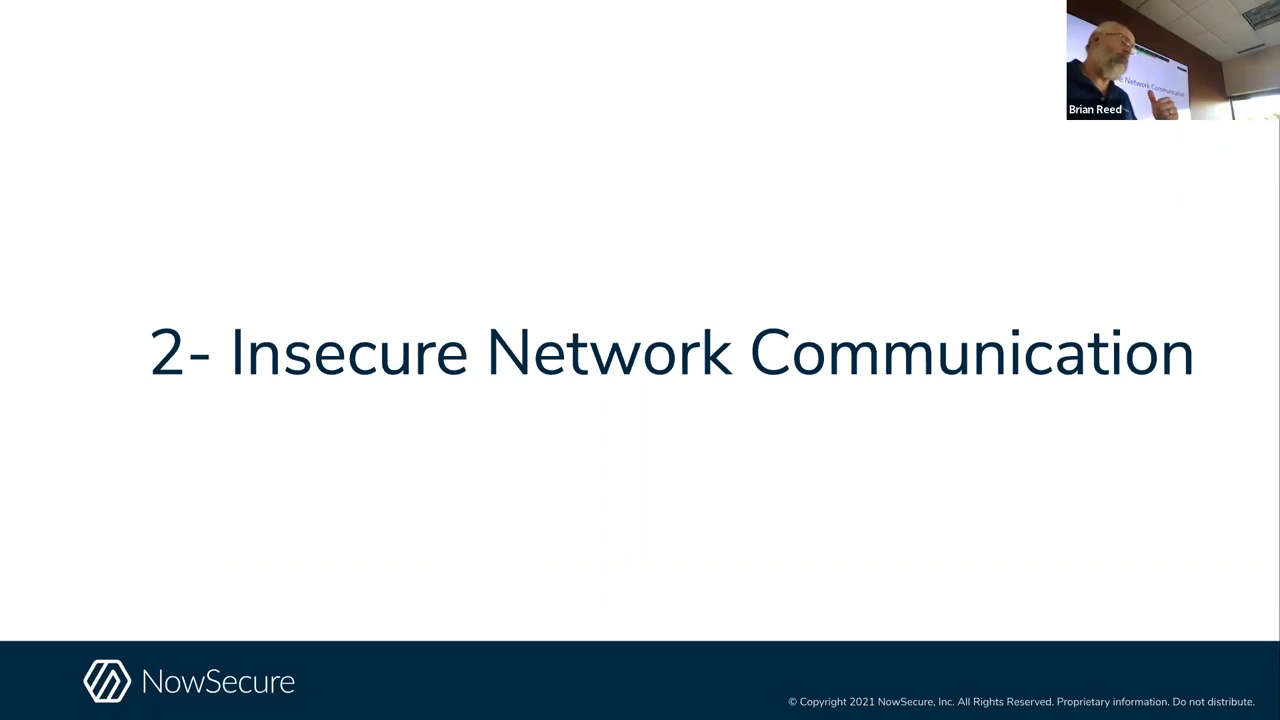 Brian Reed
2- Insecure Network Communication
NowSecure
© Copyright 2021 NowSecure, Inc. All Rights Reserved. Proprietary information. Do not distribute.